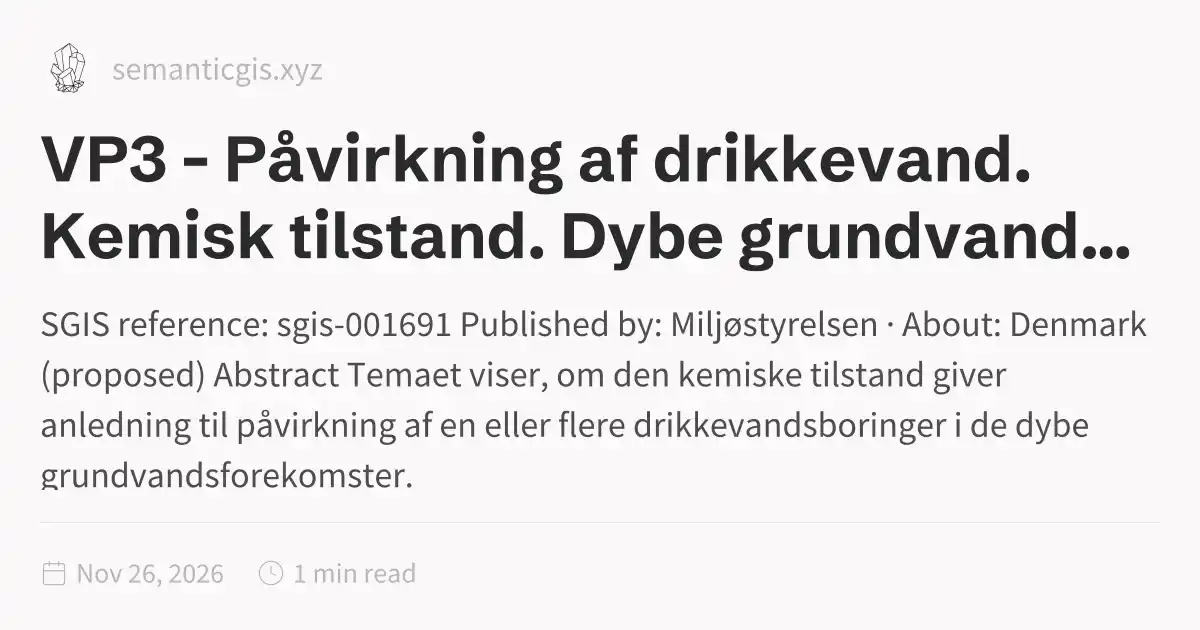 semanticgis.xyz
VP3 - Påvirkning af drikkevand.
Kemisk tilstand. Dybe grundvand...
SGIS reference: sgis-001691 Published by: Miljøstyrelsen · About: Denmark
(proposed) Abstract Temaet viser, om den kemiske tilstand giver
anledning til påvirkning af en eller flere drikkevandsboringer i de dybe
grundvandsforekomster.
Nov 26, 2026 1 min read